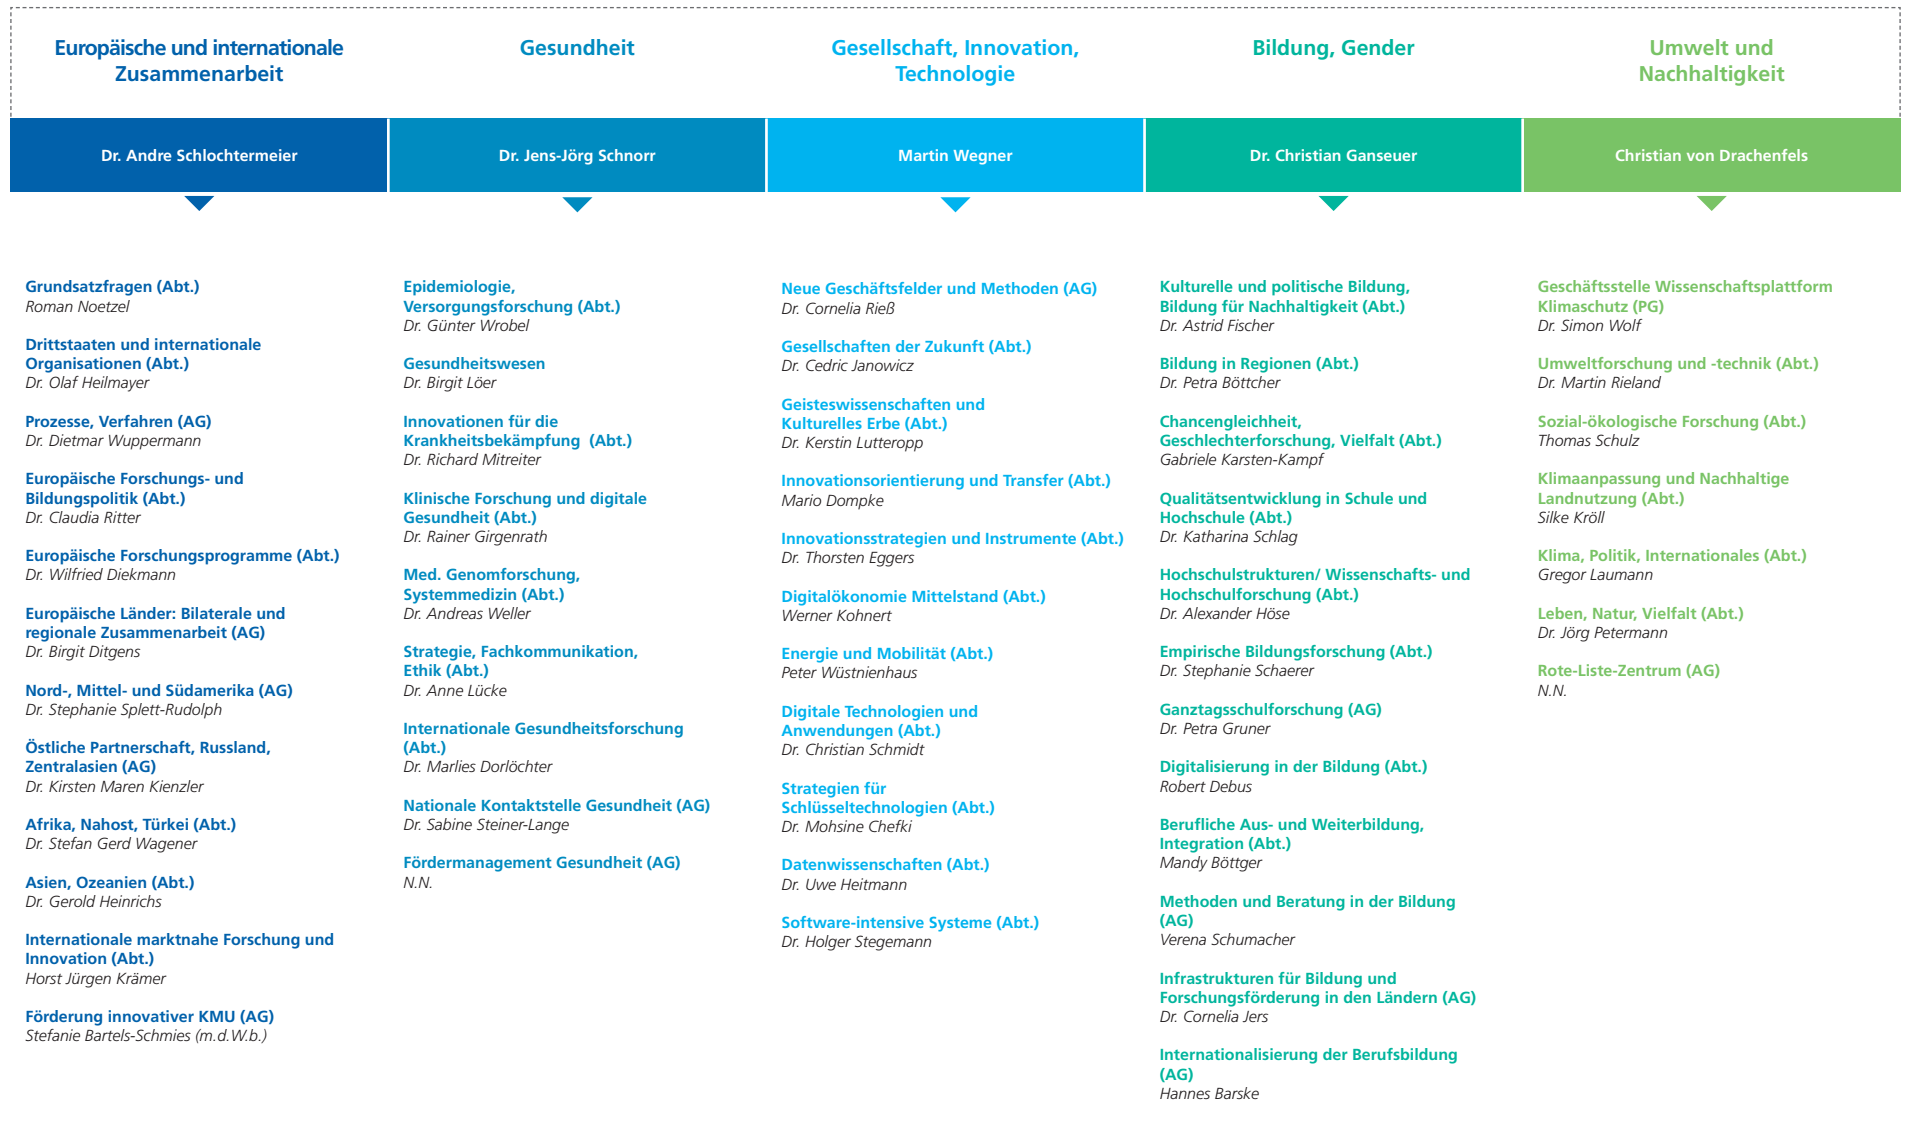 Europäische und internationale
Zusammenarbeit
Dr. Andre Schlochtermeier
Grundsatzfragen (Abt.)
Roman Noetzel
Drittstaaten und internationale
Organisationen (Abt.)
Dr. Olaf Heilmayer
Prozesse, Verfahren (AG)
Dr. Dietmar Wuppermann
Europäische Forschungs- und
Bildungspolitik (Abt.)
Dr. Claudia Ritter
Europäische Forschungsprogramme (Abt.)
Dr. Wilfried Diekmann
Europäische Länder: Bilaterale und
regionale Zusammenarbeit (AG)
Dr. Birgit Ditgens
Nord-, Mittel- und Südamerika (AG)
Dr. Stephanie Splett-Rudolph
Östliche Partnerschaft, Russland,
Zentralasien (AG)
Dr. Kirsten Maren Kienzler
Afrika, Nahost, Türkei (Abt.)
Dr. Stefan Gerd Wagener
Asien, Ozeanien (Abt.)
Dr. Gerold Heinrichs
Internationale marktnahe Forschung und
Innovation (Abt.)
Horst Jürgen Krämer
Förderung innovativer KMU (AG)
Stefanie Bartels-Schmies (m.d.W.b.)
Gesundheit
Dr. Jens-Jörg Schnorr
Epidemiologie,
Versorgungsforschung (Abt.)
Dr. Günter Wrobel
Gesundheitswesen
Dr. Birgit Löer
Innovationen für die
Krankheitsbekämpfung (Abt.)
Dr. Richard Mitreiter
Klinische Forschung und digitale
Gesundheit (Abt.)
Dr. Rainer Girgenrath
Med. Genomforschung,
Systemmedizin (Abt.)
Dr. Andreas Weller
Strategie, Fachkommunikation,
Ethik (Abt.)
Dr. Anne Lücke
Internationale Gesundheitsforschung
(Abt.)
Dr. Marlies Dorlöchter
Nationale Kontaktstelle Gesundheit (AG)
Dr. Sabine Steiner-Lange
Fördermanagement Gesundheit (AG)
N.N.
Gesellschaft, Innovation,
Technologie
Martin Wegner
Neue Geschäftsfelder und Methoden (AG)
Dr. Cornelia Rieß
Gesellschaften der Zukunft (Abt.)
Dr. Cedric Janowicz
Geisteswissenschaften und
Kulturelles Erbe (Abt.)
Dr. Kerstin Lutteropp
Innovationsorientierung und Transfer (Abt.)
Mario Dompke
Innovationsstrategien und Instrumente (Abt.)
Dr. Thorsten Eggers
Digitalökonomie Mittelstand (Abt.)
Werner Kohnert
Energie und Mobilität (Abt.)
Peter Wüstnienhaus
Digitale Technologien und
Anwendungen (Abt.)
Dr. Christian Schmidt
Strategien für
Schlüsseltechnologien (Abt.)
Dr. Mohsine Chefki
Datenwissenschaften (Abt.)
Dr. Uwe Heitmann
Software-intensive Systeme (Abt.)
Dr. Holger Stegemann
Bildung, Gender
Dr. Christian Ganseuer
Kulturelle und politische Bildung,
Bildung für Nachhaltigkeit (Abt.)
Dr. Astrid Fischer
Bildung in Regionen (Abt.)
Dr. Petra Böttcher
Chancengleichheit,
Geschlechterforschung, Vielfalt (Abt.)
Gabriele Karsten-Kampf
Qualitätsentwicklung in Schule und
Hochschule (Abt.)
Dr. Katharina Schlag
Hochschulstrukturen/ Wissenschafts- und
Hochschulforschung (Abt.)
Dr. Alexander Höse
Empirische Bildungsforschung (Abt.)
Dr. Stephanie Schaerer
Ganztagsschulforschung (AG)
Dr. Petra Gruner
Digitalisierung in der Bildung (Abt.)
Robert Debus
Berufliche Aus- und Weiterbildung,
Integration (Abt.)
Mandy Böttger
Methoden und Beratung in der Bildung
(AG)
Verena Schumacher
Infrastrukturen für Bildung und
Forschungsförderung in den Ländern (AG)
Dr. Cornelia Jers
Internationalisierung der Berufsbildung
(AG)
Hannes Barske
Umwelt und
Nachhaltigkeit
Christian von Drachenfels
Geschäftsstelle Wissenschaftsplattform
Klimaschutz (PG)
Dr. Simon Wolf
Umweltforschung und -technik (Abt.)
Dr. Martin Rieland
Sozial-ökologische Forschung (Abt.)
Thomas Schulz
Klimaanpassung und Nachhaltige
Landnutzung (Abt.)
Silke Kröll
Klima, Politik, Internationales (Abt.)
Gregor Laumann
Leben, Natur, Vielfalt (Abt.)
Dr. Jörg Petermann
Rote-Liste-Zentrum (AG)
N.N.